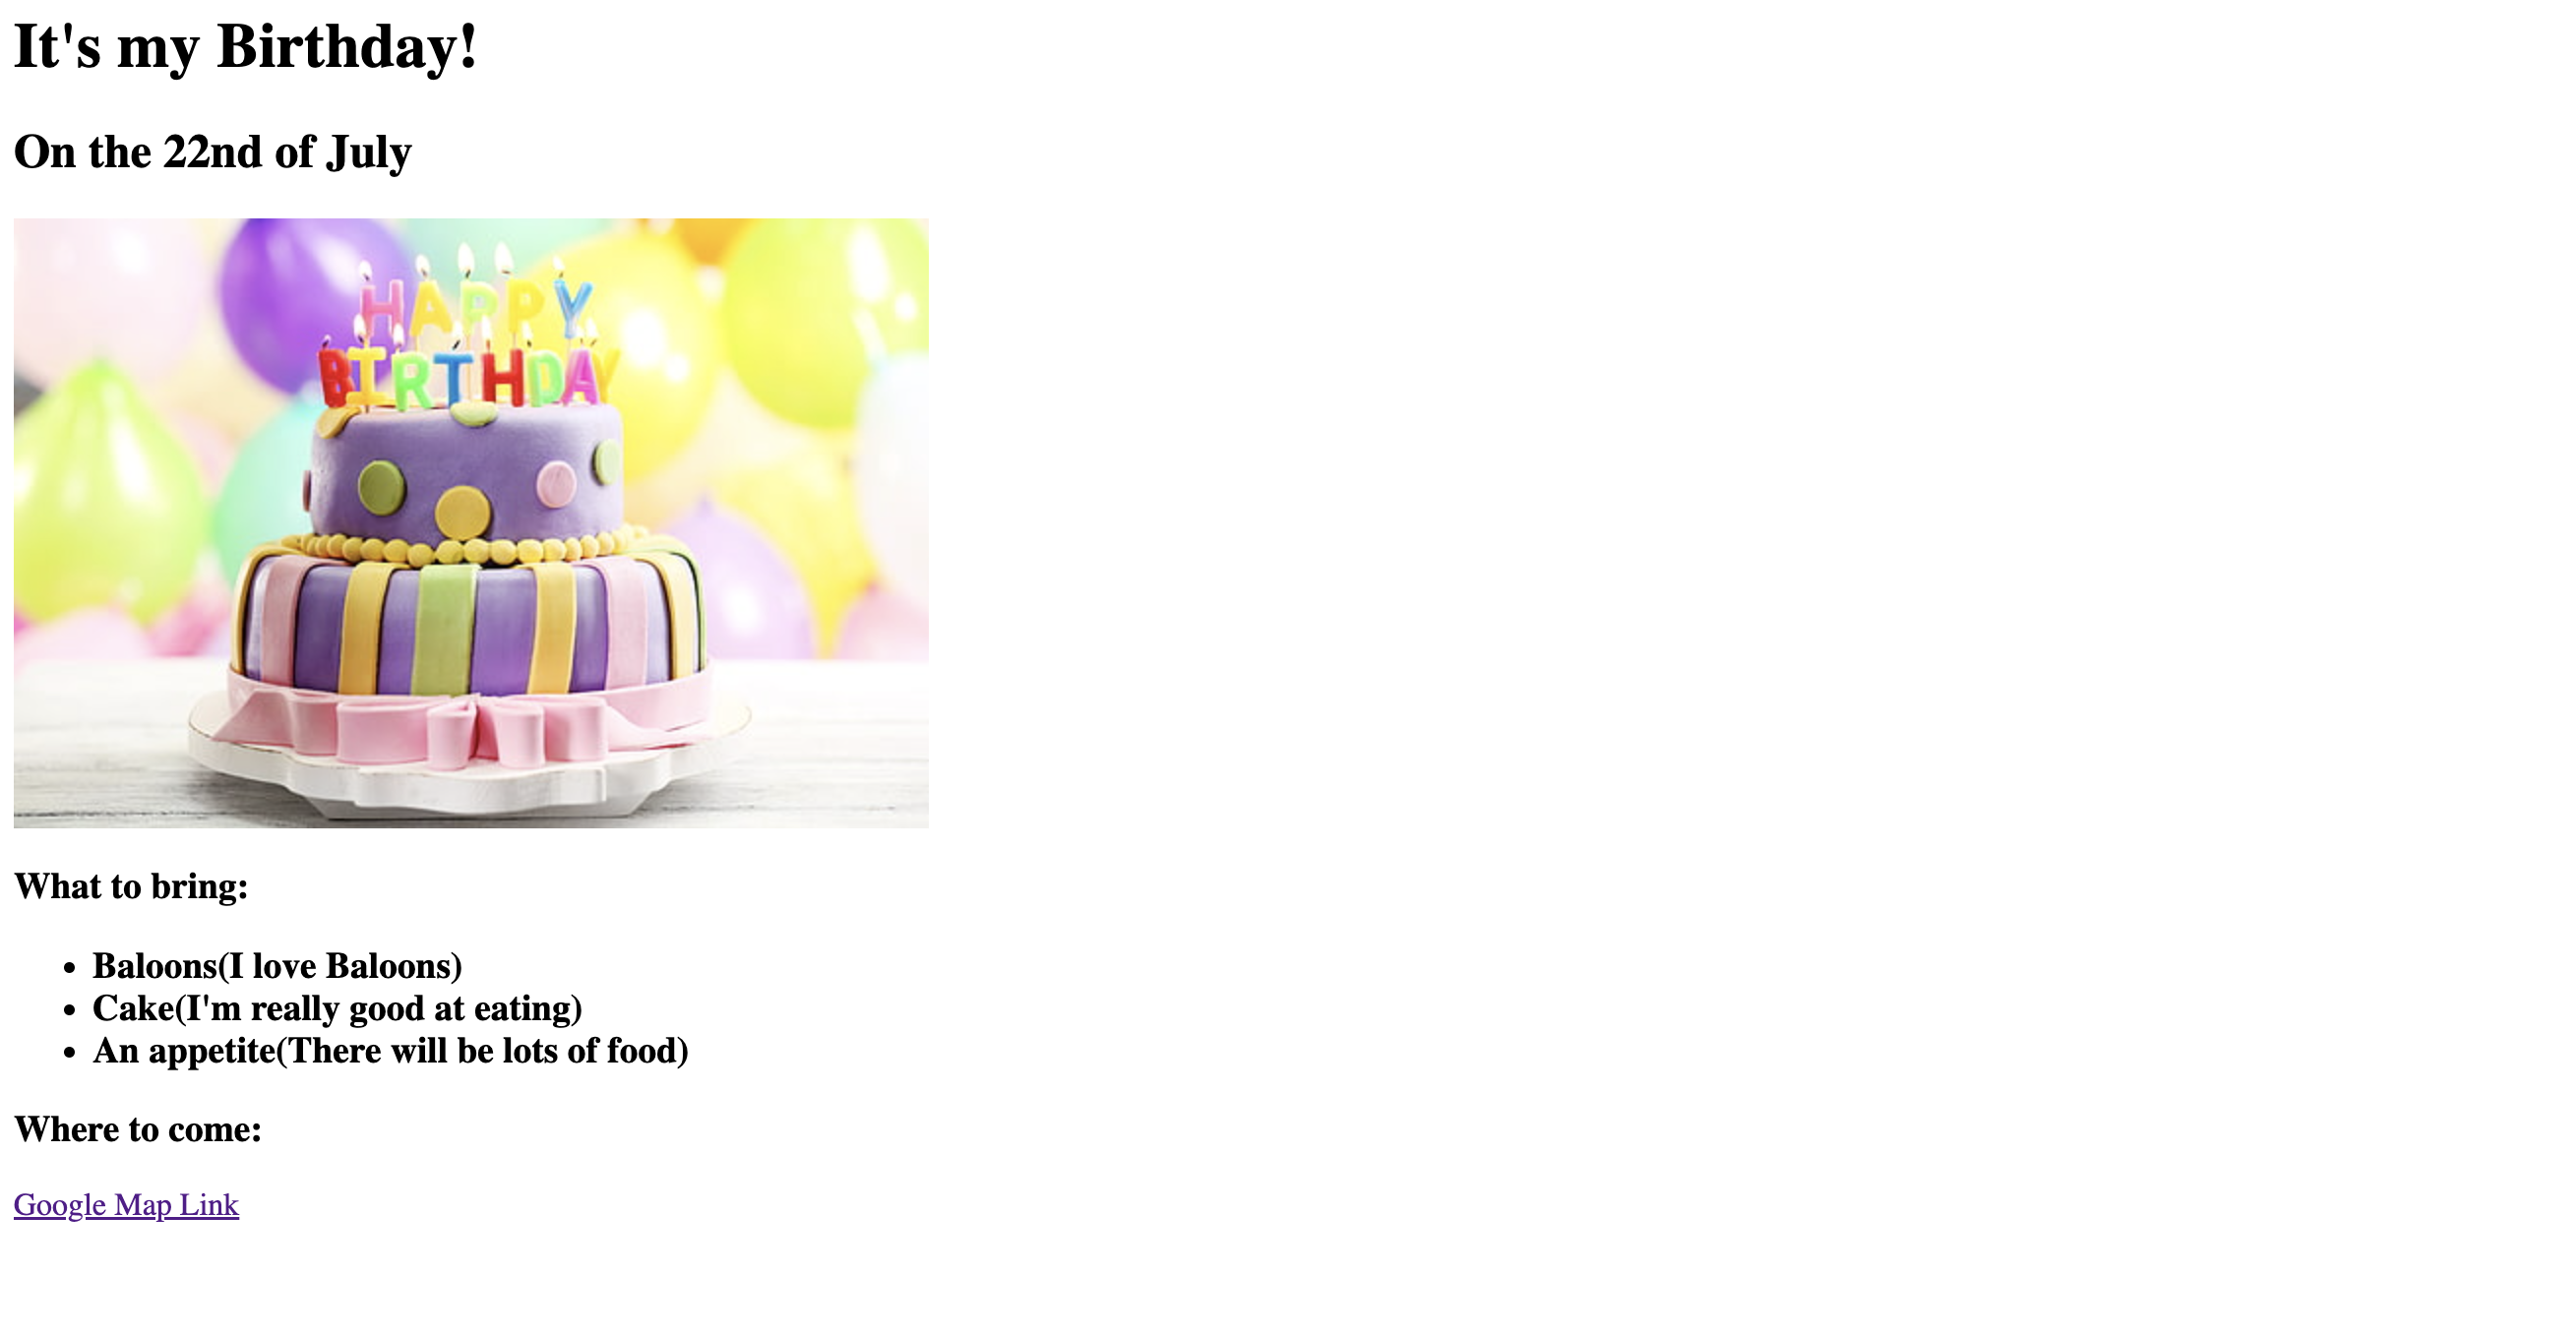 It's my Birthday!
On the 22nd of July
HAPPY
BIRTHDAY
What to bring:
Baloons(I love Baloons)
Cake(I'm really good at eating)
An appetite(There will be lots of food)
Where to come:
Google Map Link